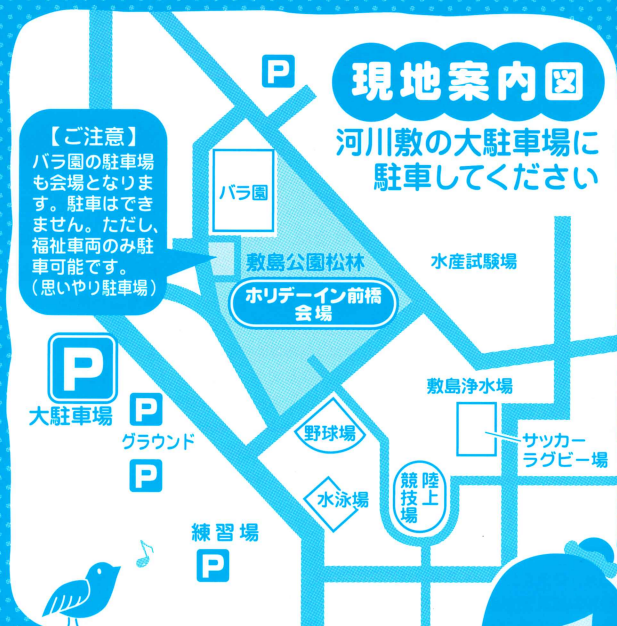 P
現地案内図
河川敷の大駐車場に
駐車してください
【ご注意】
バラ園の駐車場
も会場となりま
す。駐車はでき
ません。ただし、
福祉車両のみ駐
車可能です。
(思いやり駐車場)
バラ園
敷島公園松林
水産試験場
ホリデーイン前橋
会場
P
大駐車場
P
グラウンド
P
敷島浄水場
野球場
サッカー
ラグビー場
水泳場
陸上
競技場
練習場
P